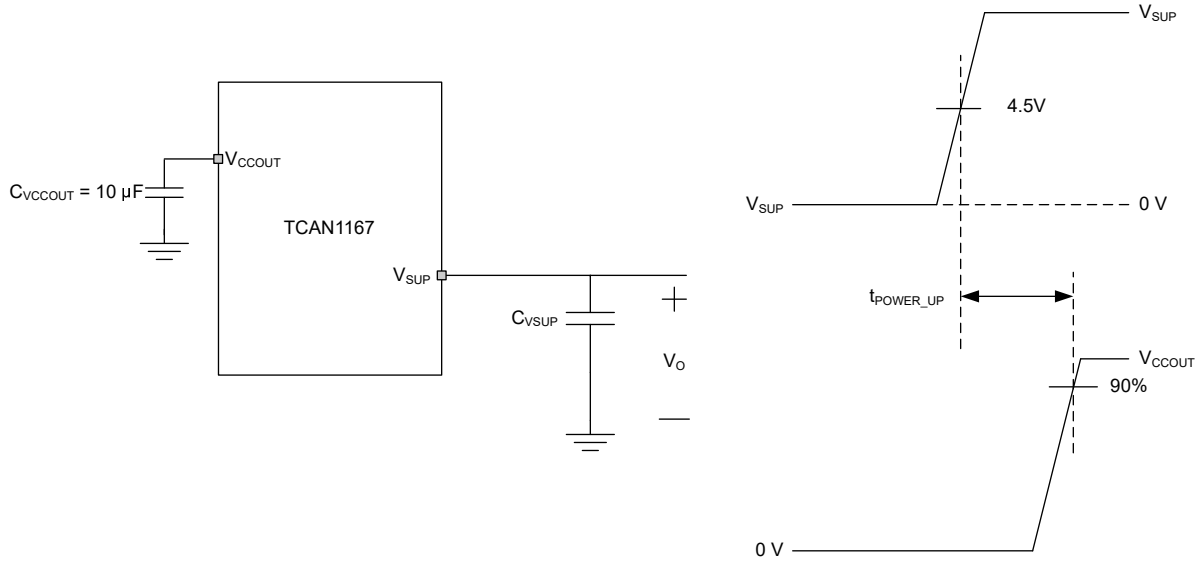 V_CCOUT
C_VCCOUT = 10 µF
TCAN1167
V_SUP
C_VSUP
+
V_O
—
V_SUP
4.5V
V_SUP
0 V
t_POWER_UP
V_CCOUT
90%
0 V